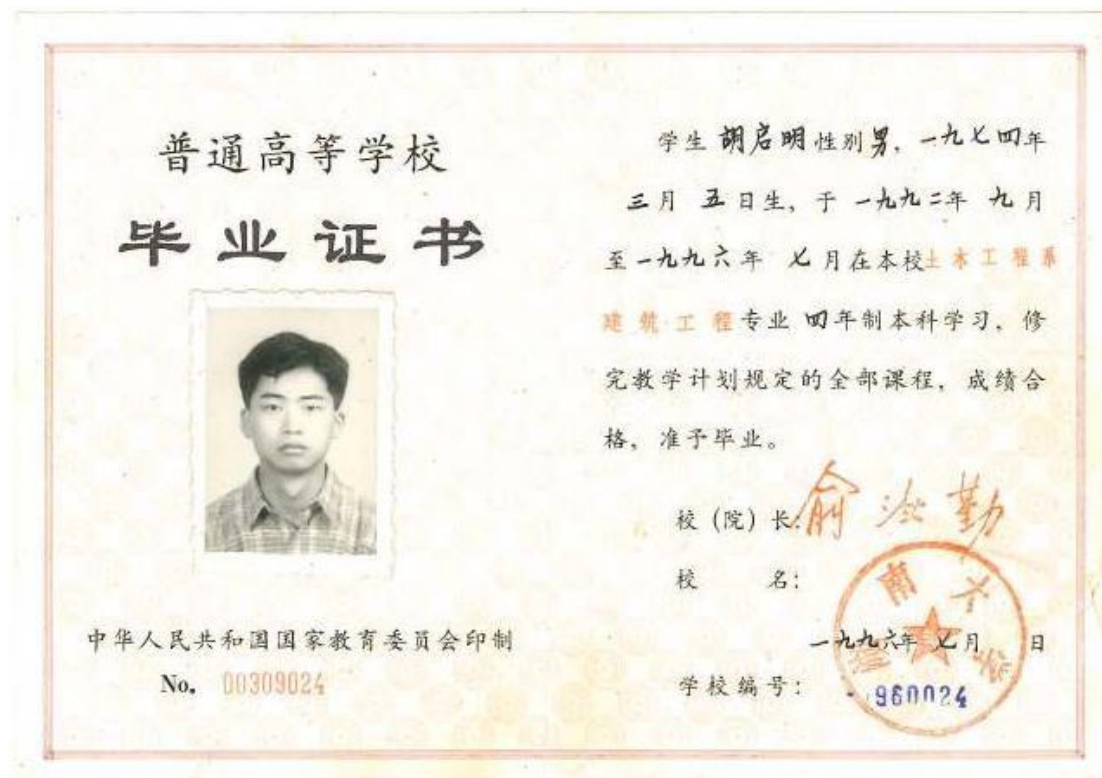 普通高等学校
毕业证书
中华人民共和国国家教育委员会印制
No. 00309024
学生 胡启明 性别 男，一九七四年
三月 五日生，于 一九九二年 九月
至一九九六年 七月在本校土木工程系
建筑工程专业 四年制本科学习，修
完教学计划规定的全部课程，成绩合
格，准予毕业。
校（院）长：
校 名：
南大学
一九九六年 七月 日
学校编号： 960024